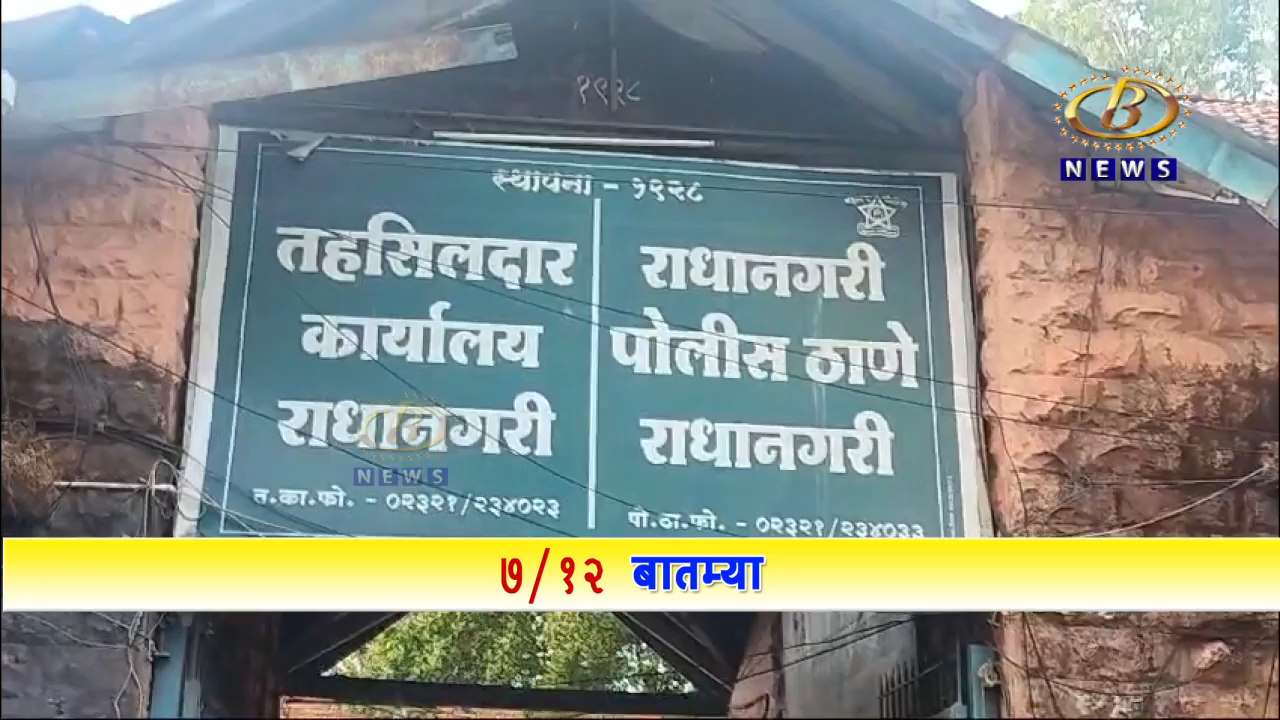 १९२८
B
NEWS
स्थापना - १९२८
तहसिलदार
कार्यालय
राधानगरी
त.का.फो. - ०२३२१/२३४०२३
राधानगरी
पोलीस ठाणे
राधानगरी
पो.ठा.फो. - ०२३२१/२३४०३३
NEWS
७/१२ बातम्या